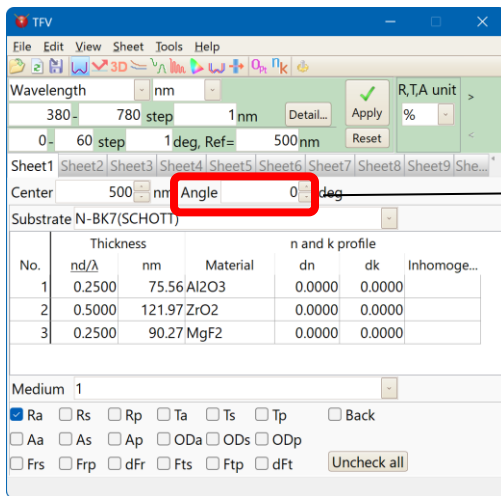 TFV
File Edit View Sheet Tools Help
3D Opt nk
Wavelength nm R,T,A unit >
380 - 780 step 1 nm Detail... Apply %
0 - 60 step 1 deg, Ref= 500 nm Reset <
Sheet1 Sheet2 Sheet3 Sheet4 Sheet5 Sheet6 Sheet7 Sheet8 Sheet9 She...
Center 500 nm Angle 0 deg
Substrate N-BK7(SCHOTT)
Thickness n and k profile
No. nd/λ nm Material dn dk Inhomoge...
1 0.2500 75.56 Al2O3 0.0000 0.0000
2 0.5000 121.97 ZrO2 0.0000 0.0000
3 0.2500 90.27 MgF2 0.0000 0.0000
Medium 1
Ra Rs Rp Ta Ts Tp Back
Aa As Ap ODa ODs ODp
Frs Frp dFr Fts Ftp dFt Uncheck all